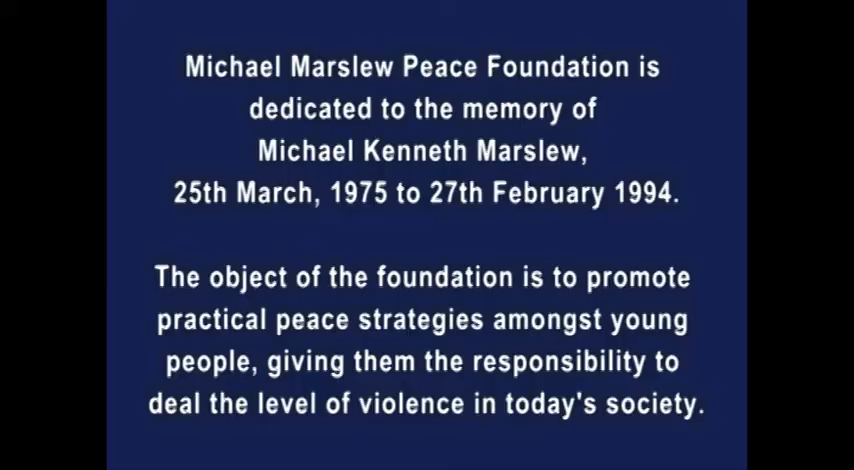 Michael Marslew Peace Foundation is
dedicated to the memory of
Michael Kenneth Marslew,
25th March, 1975 to 27th February 1994.
The object of the foundation is to promote
practical peace strategies amongst young
people, giving them the responsibility to
deal the level of violence in today's society.